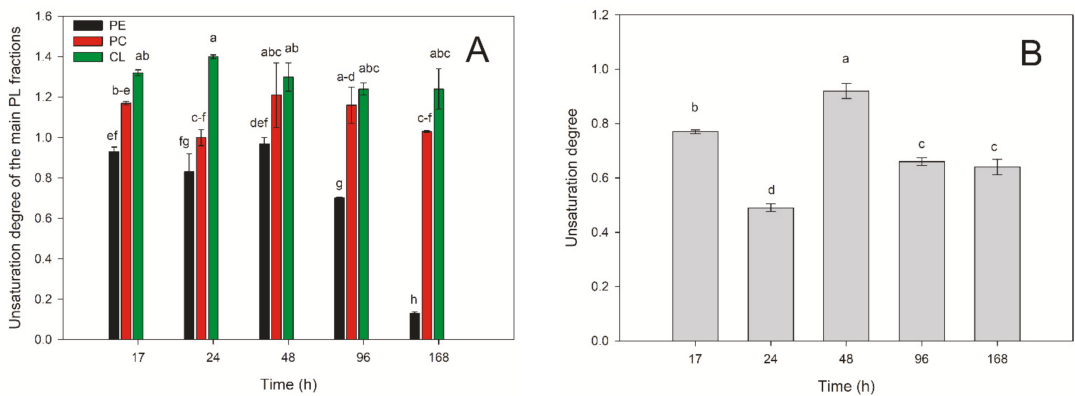 Unsaturation degree of the main PL fractions
1.6
1.4
1.2
1.0
0.8
0.6
0.4
0.2
0.0
PE
PC
CL
A
ef
b-e
ab
fg
c-f
a
def
abc
ab
g
a-d
abc
h
c-f
abc
17
24
48
96
168
Time (h)
Unsaturation degree
1.2
1.0
0.8
0.6
0.4
0.2
0.0
B
b
d
a
c
c
17
24
48
96
168
Time (h)